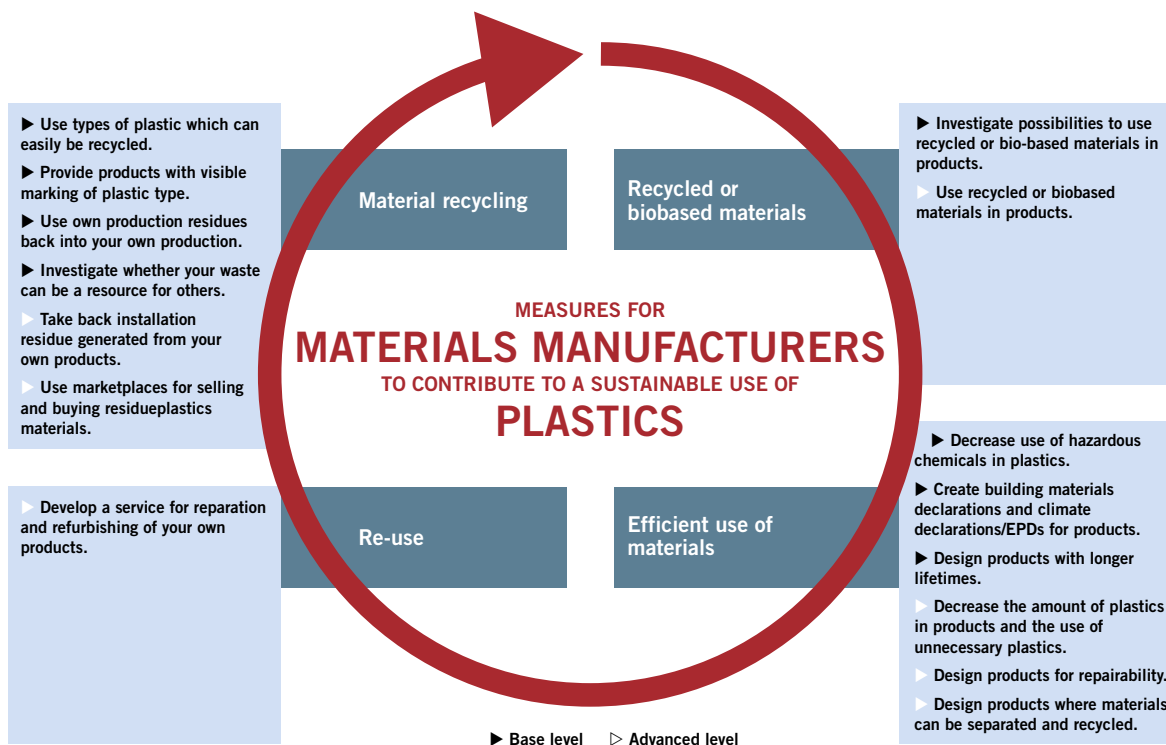 ▶ Use types of plastic which can
easily be recycled.
▶ Provide products with visible
marking of plastic type.
▶ Use own production residues
back into your own production.
▶ Investigate whether your waste
can be a resource for others.
▷ Take back installation
residue generated from your
own products.
▷ Use marketplaces for selling
and buying residueplastics
materials.
Material recycling
Recycled or
biobased materials
▶ Investigate possibilities to use
recycled or bio-based materials in
products.
▷ Use recycled or biobased
materials in products.
MEASURES FOR
MATERIALS MANUFACTURERS
TO CONTRIBUTE TO A SUSTAINABLE USE OF
PLASTICS
▷ Develop a service for reparation
and refurbishing of your own
products.
Re-use
Efficient use of
materials
▶ Decrease use of hazardous
chemicals in plastics.
▶ Create building materials
declarations and climate
declarations/EPDs for products.
▶ Design products with longer
lifetimes.
▷ Decrease the amount of plastics
in products and the use of
unnecessary plastics.
▷ Design products for repairability.
▷ Design products where materials
can be separated and recycled.
▶ Base level ▷ Advanced level